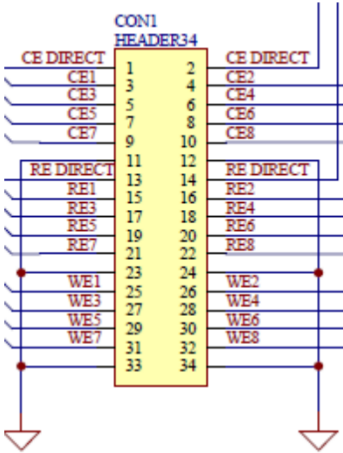 CON1
HEADER34
CE DIRECT 1 2 CE DIRECT
CE1 3 4 CE2
CE3 5 6 CE4
CE5 7 8 CE6
CE7 9 10 CE8
11 12
RE DIRECT 13 14 RE DIRECT
RE1 15 16 RE2
RE3 17 18 RE4
RE5 19 20 RE6
RE7 21 22 RE8
23 24
WE1 25 26 WE2
WE3 27 28 WE4
WE5 29 30 WE6
WE7 31 32 WE8
33 34